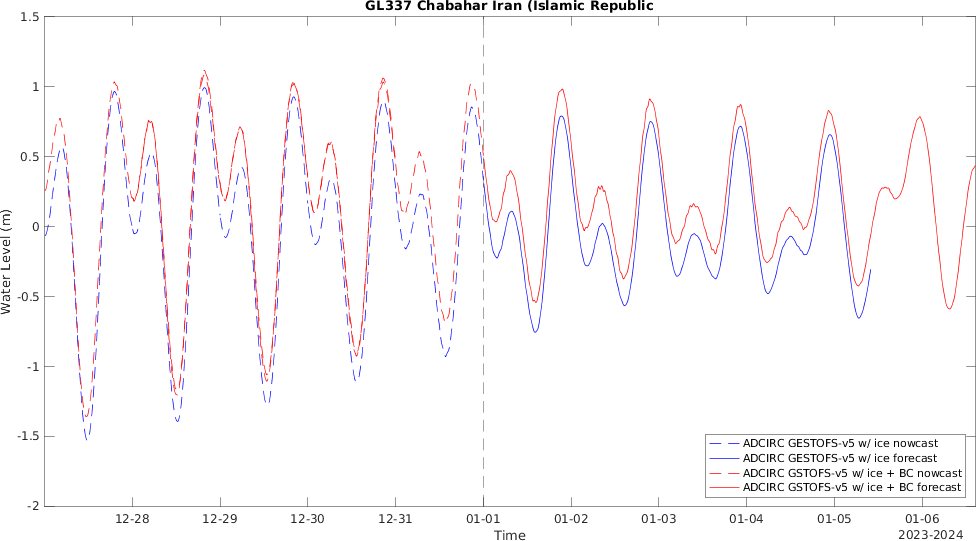 GL337 Chabahar Iran (Islamic Republic
1.5
1
0.5
0
-0.5
-1
-1.5
-2
Water Level (m)
ADCIRC GESTOFS-v5 w/ ice nowcast
ADCIRC GESTOFS-v5 w/ ice forecast
ADCIRC GSTOFS-v5 w/ ice + BC nowcast
ADCIRC GSTOFS-v5 w/ ice + BC forecast
12-28 12-29 12-30 12-31 01-01 01-02 01-03 01-04 01-05 01-06
Time
2023-2024